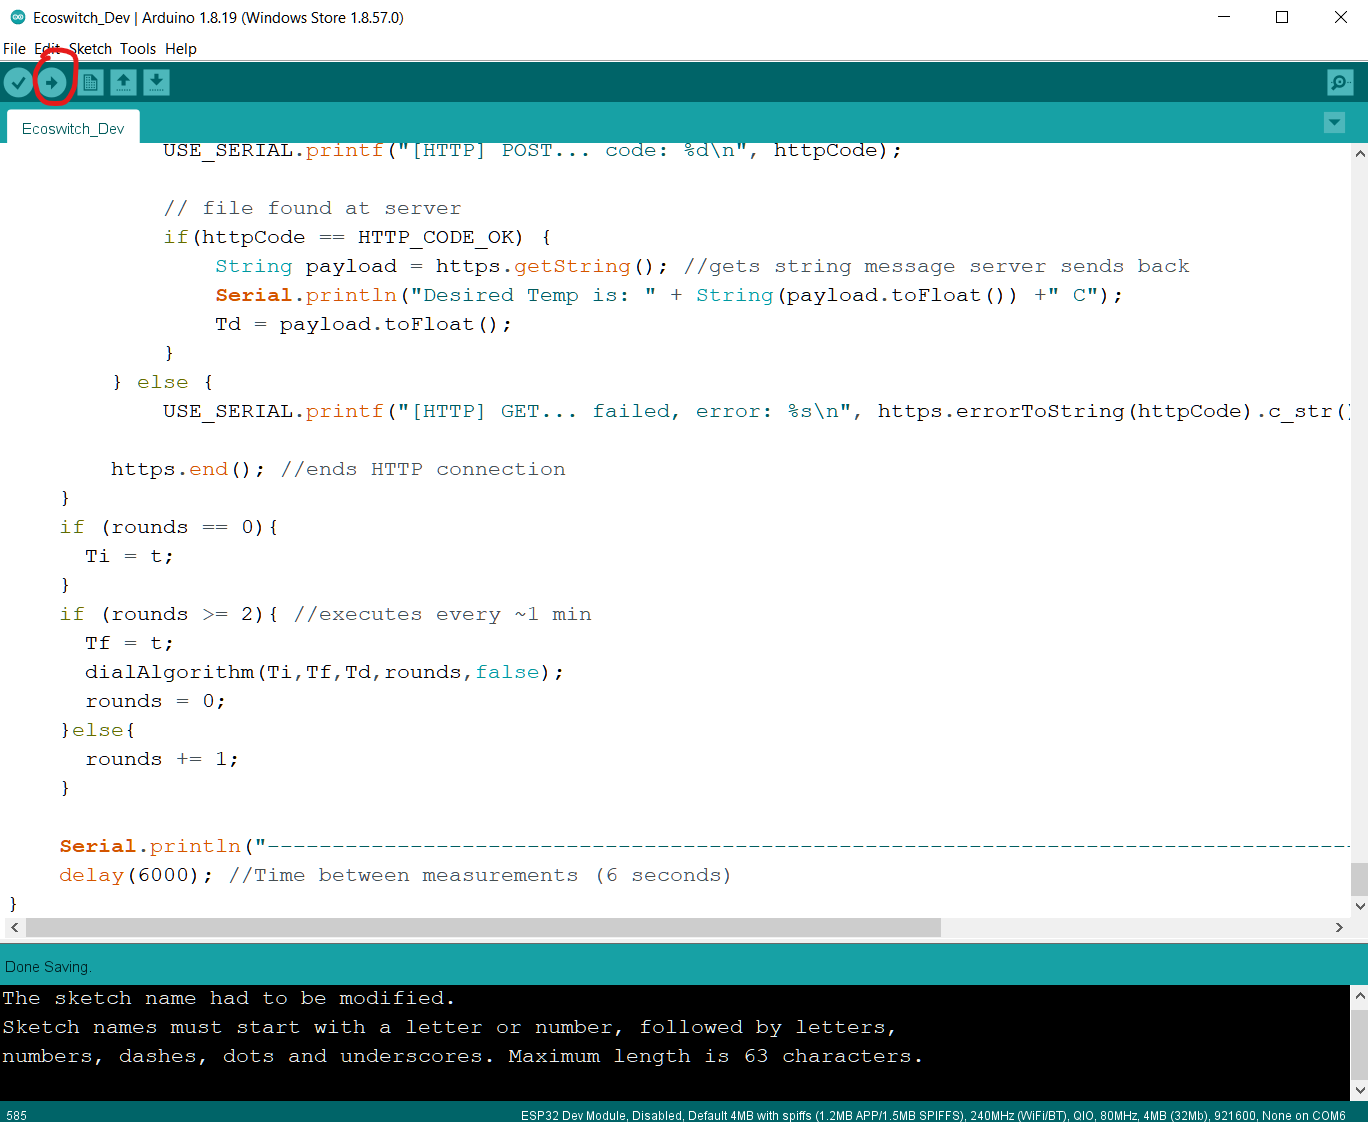 Ecoswitch_Dev | Arduino 1.8.19 (Windows Store 1.8.57.0)
File Edit Sketch Tools Help
Ecoswitch_Dev
USE_SERIAL.printf("[HTTP] POST... code: %d\n", httpCode);
// file found at server
if(httpCode == HTTP_CODE_OK) {
String payload = https.getString(); //gets string message server sends back
Serial.println("Desired Temp is: " + String(payload.toFloat()) +" C");
Td = payload.toFloat();
}
} else {
USE_SERIAL.printf("[HTTP] GET... failed, error: %s\n", https.errorToString(httpCode).c_str()
https.end(); //ends HTTP connection
}
if (rounds == 0){
Ti = t;
}
if (rounds >= 2){ //executes every ~1 min
Tf = t;
dialAlgorithm(Ti,Tf,Td,rounds,false);
rounds = 0;
}else{
rounds += 1;
}
Serial.println("-----------------------------------------------------------------------------------
delay(6000); //Time between measurements (6 seconds)
}
Done Saving.
The sketch name had to be modified.
Sketch names must start with a letter or number, followed by letters,
numbers, dashes, dots and underscores. Maximum length is 63 characters.
585
ESP32 Dev Module, Disabled, Default 4MB with spiffs (1.2MB APP/1.5MB SPIFFS), 240MHz (WiFi/BT), QIO, 80MHz, 4MB (32Mb), 921600, None on COM6